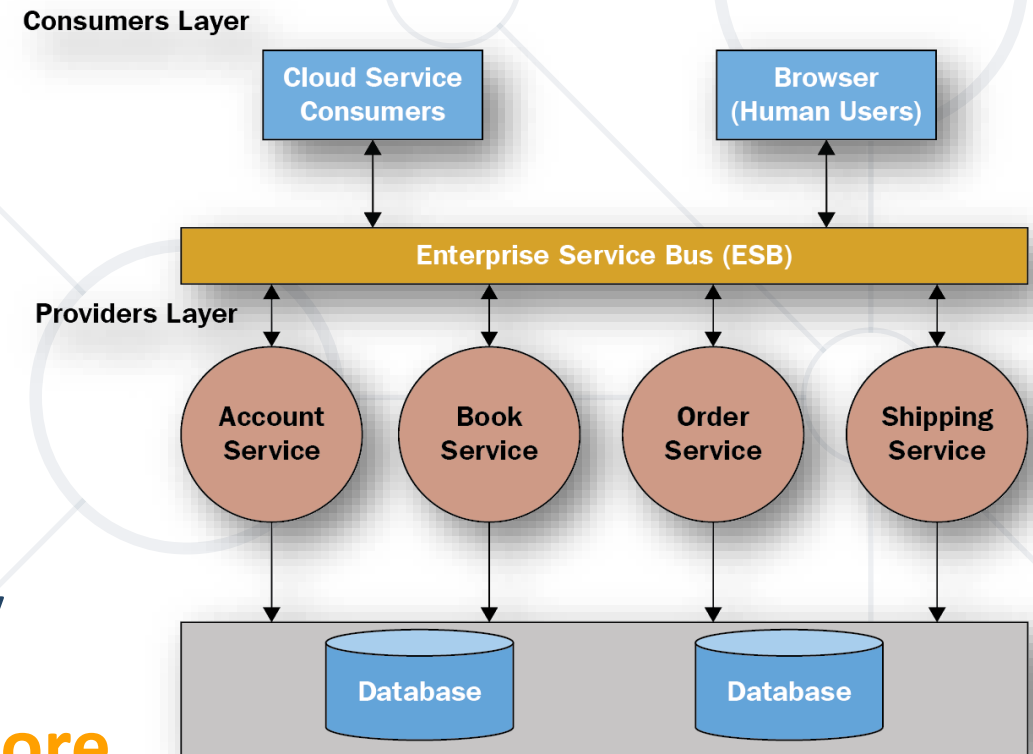 Consumers Layer
Cloud Service
Consumers
Browser
(Human Users)
Enterprise Service Bus (ESB)
Providers Layer
Account
Service
Book
Service
Order
Service
Shipping
Service
Database
Database
ore